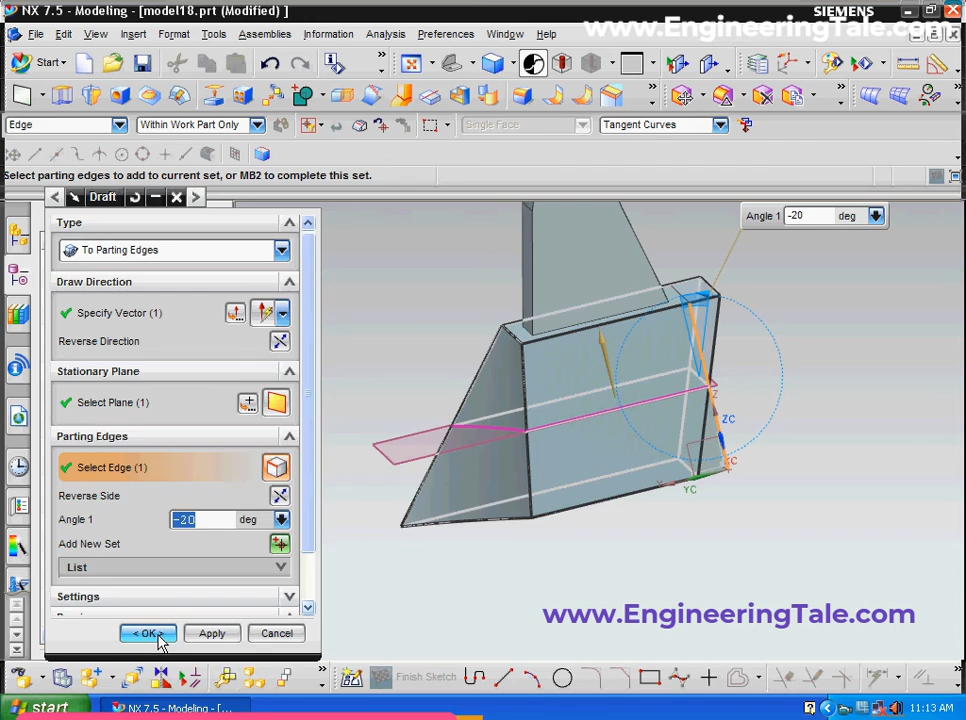 NX 7.5 - Modeling - [model18.prt (Modified) ]
SIEMENS
www.EngineeringTale.com
File Edit View Insert Format Tools Assemblies Information Analysis Preferences Window Help
Start
Edge
Within Work Part Only
Single Face
Tangent Curves
Select parting edges to add to current set, or MB2 to complete this set.
Draft
Type
To Parting Edges
Draw Direction
Specify Vector (1)
Reverse Direction
Stationary Plane
Select Plane (1)
Parting Edges
Select Edge (1)
Reverse Side
Angle 1
-20
deg
Add New Set
List
Settings
< OK >
Apply
Cancel
Angle 1
-20
deg
Z
ZC
YC
www.EngineeringTale.com
Finish Sketch
start
NX 7.5 - Modeling - [...
11:13 AM